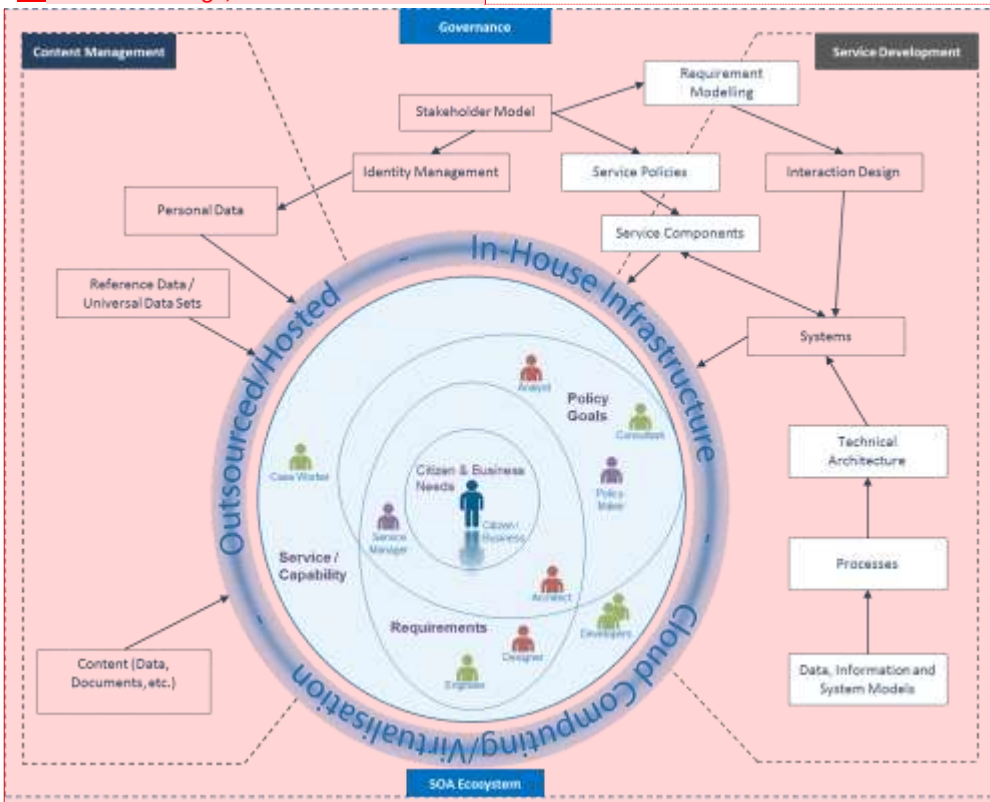 Governance
Content Management
Service Development
Requirement
Modelling
Stakeholder Model
Identity Management
Service Policies
Interaction Design
Personal Data
Service Components
Reference Data /
Universal Data Sets
Systems
Outsourced/Hosted - In-House Infrastructure - Cloud Computing/Virtualisation -
Analyst
Policy
Goals
Consultant
Case Worker
Citizen & Business
Needs
Policy
Maker
Technical
Architecture
Service
Manager
Citizen /
Business
Service /
Capability
Processes
Architect
Requirements
Developers
Designer
Engineer
Content (Data,
Documents, etc.)
Data, Information and
System Models
SOA Ecosystem